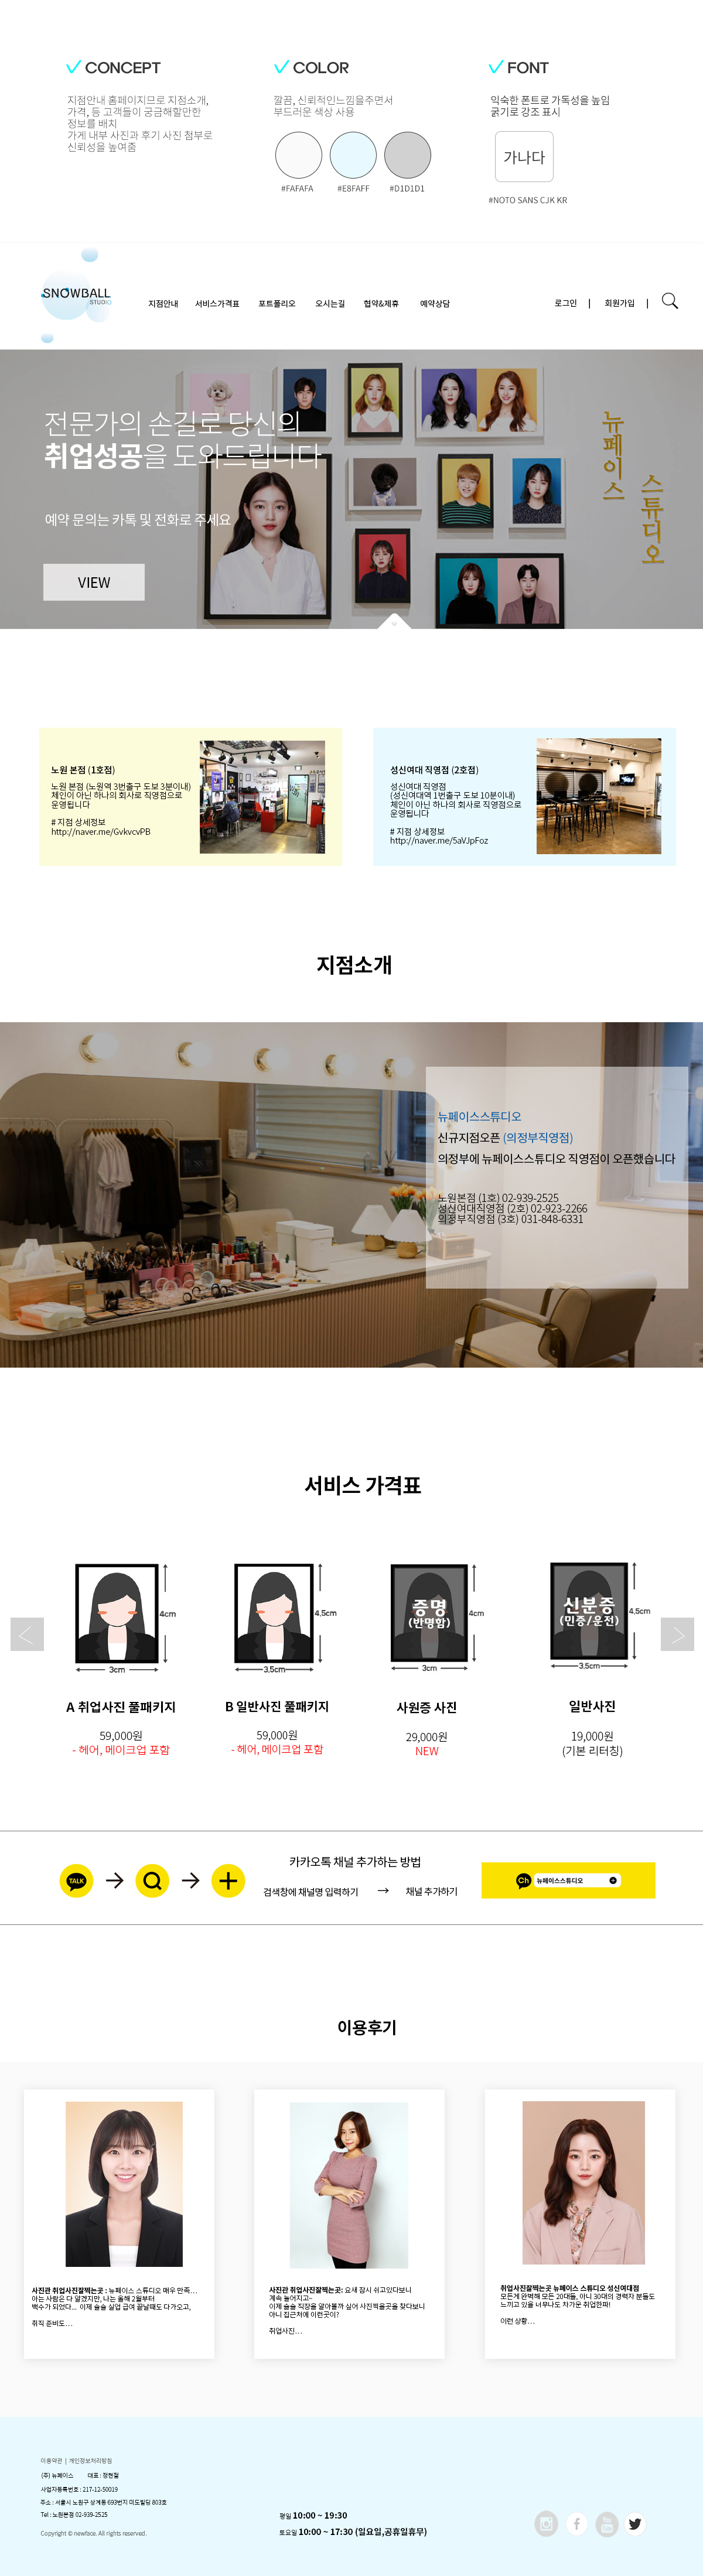 CONCEPT
지점안내 홈페이지므로 지점소개,
가격, 등 고객들이 궁금해할만한
정보를 배치
가게 내부 사진과 후기 사진 첨부로
신뢰성을 높여줌
COLOR
깔끔, 신뢰적인느낌을주면서
부드러운 색상 사용
#FAFAFA
#E8FAFF
#D1D1D1
FONT
익숙한 폰트로 가독성을 높임
굵기로 강조 표시
가나다
#NOTO SANS CJK KR
SNOWBALL
STUDIO
지점안내 서비스가격표 포트폴리오 오시는길 협약&제휴 예약상담
로그인 | 회원가입 |
전문가의 손길로 당신의
취업성공을 도와드립니다
예약 문의는 카톡 및 전화로 주세요
VIEW
뉴페이스
스튜디오
노원 본점 (1호점)
노원 본점 (노원역 3번출구 도보 3분이내)
체인이 아닌 하나의 회사로 직영점으로
운영됩니다
# 지점 상세정보
http://naver.me/GvkvcvPB
성신여대 직영점 (2호점)
성신여대 직영점
(성신여대역 1번출구 도보 10분이내)
체인이 아닌 하나의 회사로 직영점으로
운영됩니다
# 지점 상세정보
http://naver.me/5aVJpFoz
지점소개
뉴페이스스튜디오
신규지점오픈 (의정부직영점)
의정부에 뉴페이스스튜디오 직영점이 오픈했습니다
노원본점 (1호) 02-939-2525
성신여대직영점 (2호) 02-923-2266
의정부직영점 (3호) 031-848-6331
서비스 가격표
4cm
3cm
A 취업사진 풀패키지
59,000원
- 헤어, 메이크업 포함
4.5cm
3.5cm
B 일반사진 풀패키지
59,000원
- 헤어, 메이크업 포함
증명
(반명함)
4cm
3cm
사원증 사진
29,000원
NEW
신분증
(민증/운전)
4.5cm
3.5cm
일반사진
19,000원
(기본 리터칭)
TALK
카카오톡 채널 추가하는 방법
검색창에 채널명 입력하기 → 채널 추가하기
Ch 뉴페이스스튜디오
이용후기
사진관 취업사진잘찍는곳 : 뉴페이스 스튜디오 매우 만족…
아는 사람은 다 알겠지만, 나는 올해 2월부터
백수가 되었다... 이제 슬슬 실업 급여 끝날때도 다가오고,
취직 준비도…
사진관 취업사진잘찍는곳: 요새 잠시 쉬고있다보니
계속 늘어지고~
이제 슬슬 직장을 알아볼까 싶어 사진찍을곳을 찾다보니
아니 집근처에 이런곳이?
취업사진…
취업사진잘찍는곳 뉴페이스 스튜디오 성신여대점
모든게 완벽해 모든 20대들, 아니 30대의 경력자 분들도
느끼고 있을 너무나도 차가운 취업한파!
이런 상황…
이용약관 | 개인정보처리방침
(주) 뉴페이스 대표 : 정현철
사업자등록번호 : 217-12-50019
주소 : 서울시 노원구 상계동 693번지 미도빌딩 803호
Tel : 노원본점 02-939-2525
Copyright © newface. All rights reserved.
평일 10:00 ~ 19:30
토요일 10:00 ~ 17:30 (일요일,공휴일휴무)